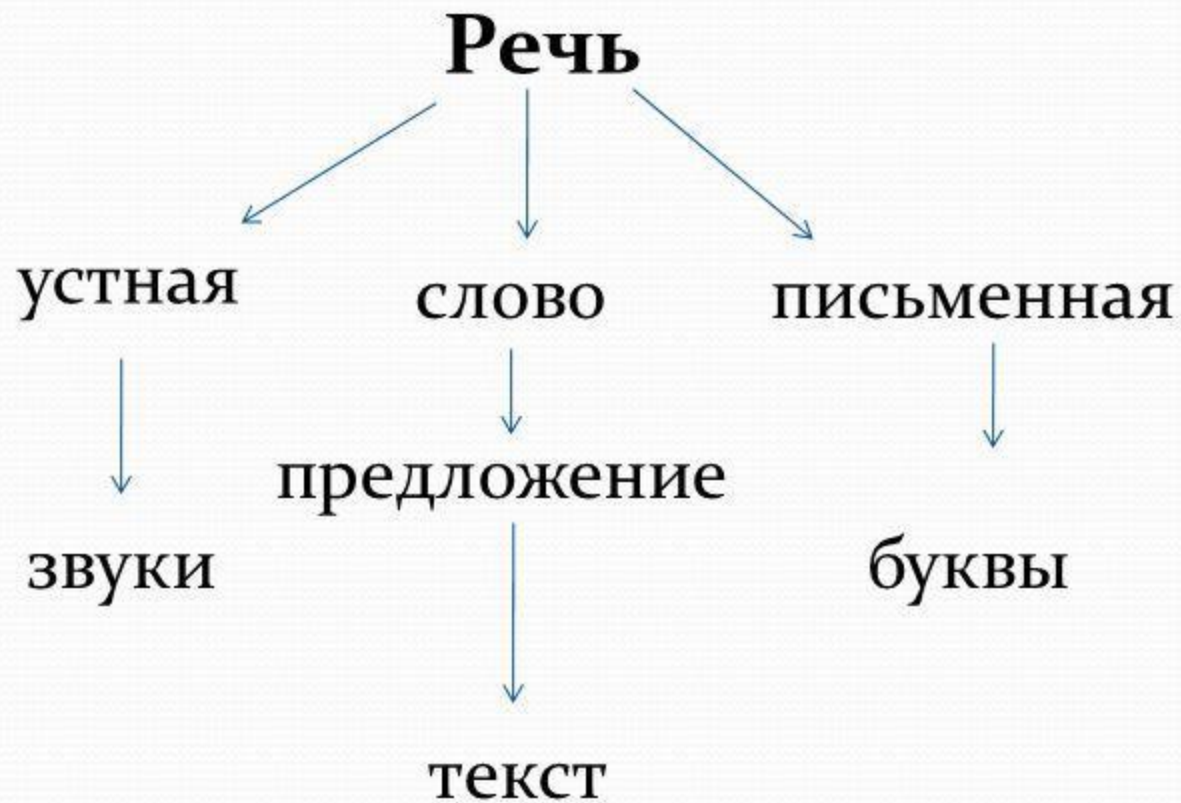 Речь
устная слово письменная
предложение
звуки буквы
текст